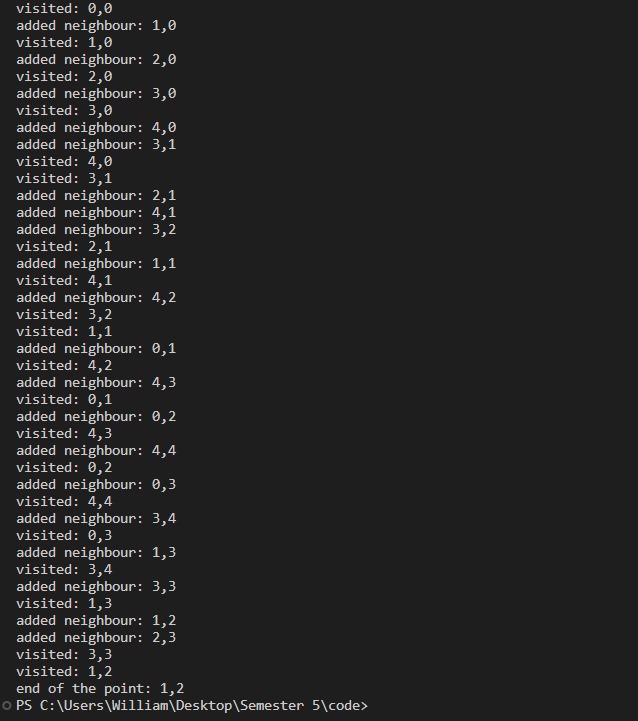 visited: 0,0
added neighbour: 1,0
visited: 1,0
added neighbour: 2,0
visited: 2,0
added neighbour: 3,0
visited: 3,0
added neighbour: 4,0
added neighbour: 3,1
visited: 4,0
visited: 3,1
added neighbour: 2,1
added neighbour: 4,1
added neighbour: 3,2
visited: 2,1
added neighbour: 1,1
visited: 4,1
added neighbour: 4,2
visited: 3,2
visited: 1,1
added neighbour: 0,1
visited: 4,2
added neighbour: 4,3
visited: 0,1
added neighbour: 0,2
visited: 4,3
added neighbour: 4,4
visited: 0,2
added neighbour: 0,3
visited: 4,4
added neighbour: 3,4
visited: 0,3
added neighbour: 1,3
visited: 3,4
added neighbour: 3,3
visited: 1,3
added neighbour: 1,2
added neighbour: 2,3
visited: 3,3
visited: 1,2
end of the point: 1,2
PS C:\Users\William\Desktop\Semester 5\code>